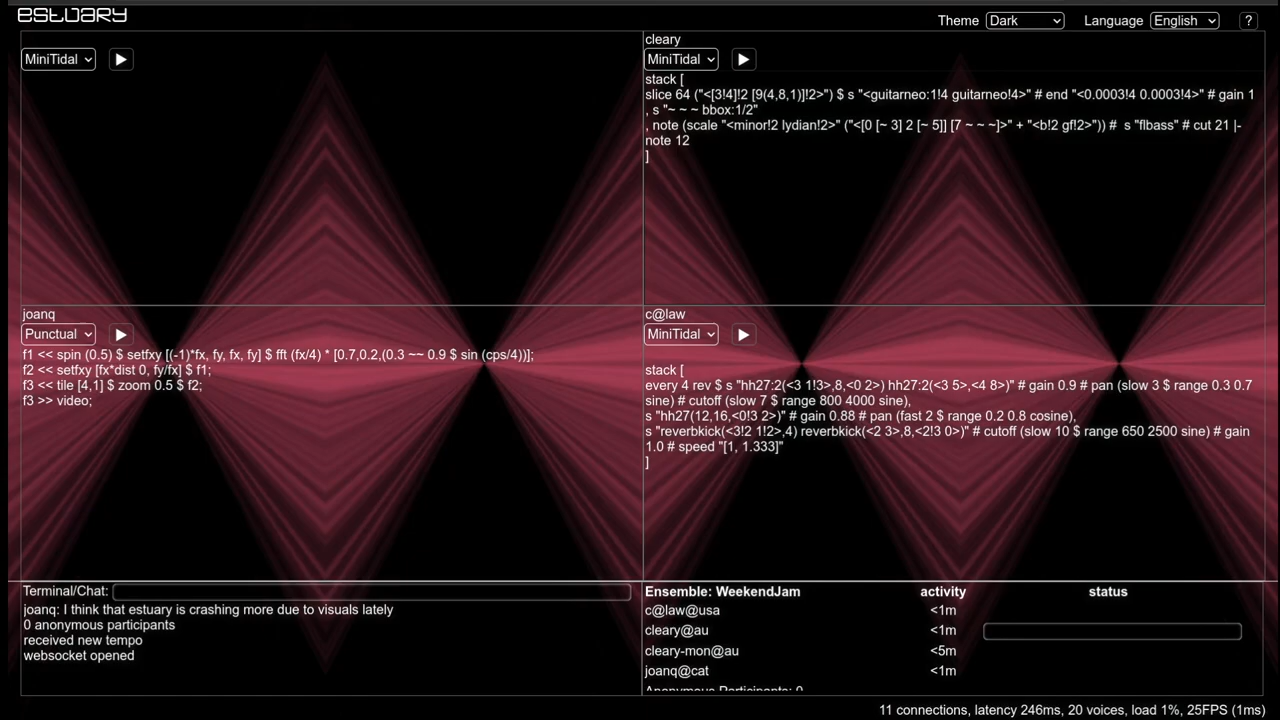 estuary
Theme Dark Language English ?
MiniTidal
cleary
MiniTidal
stack [
slice 64 ("<[3!4]!2 [9(4,8,1)]!2>") $ s "<guitarneo:1!4 guitarneo!4>" # end "<0.0003!4 0.0003!4>" # gain 1
, s "~ ~ ~ bbox:1/2"
, note (scale "<minor!2 lydian!2>" ("<[0 [~ 3] 2 [~ 5]] [7 ~ ~ ~]>" + "<b!2 gf!2>")) # s "flbass" # cut 21 |-
note 12
]
joanq
Punctual
f1 << spin (0.5) $ setfxy [(-1)*fx, fy, fx, fy] $ fft (fx/4) * [0.7,0.2,(0.3 ~~ 0.9 $ sin (cps/4))];
f2 << setfxy [fx*dist 0, fy/fx] $ f1;
f3 << tile [4,1] $ zoom 0.5 $ f2;
f3 >> video;
c@law
MiniTidal
stack [
every 4 rev $ s "hh27:2(<3 1!3>,8,<0 2>) hh27:2(<3 5>,<4 8>)" # gain 0.9 # pan (slow 3 $ range 0.3 0.7
sine) # cutoff (slow 7 $ range 800 4000 sine),
s "hh27(12,16,<0!3 2>)" # gain 0.88 # pan (fast 2 $ range 0.2 0.8 cosine),
s "reverbkick(<3!2 1!2>,4) reverbkick(<2 3>,8,<2!3 0>)" # cutoff (slow 10 $ range 650 2500 sine) # gain
1.0 # speed "[1, 1.333]"
]
Terminal/Chat:
joanq: I think that estuary is crashing more due to visuals lately
0 anonymous participants
received new tempo
websocket opened
Ensemble: WeekendJam activity status
c@law@usa <1m
cleary@au <1m
cleary-mon@au <5m
joanq@cat <1m
Anonymous Participants: 0
11 connections, latency 246ms, 20 voices, load 1%, 25FPS (1ms)